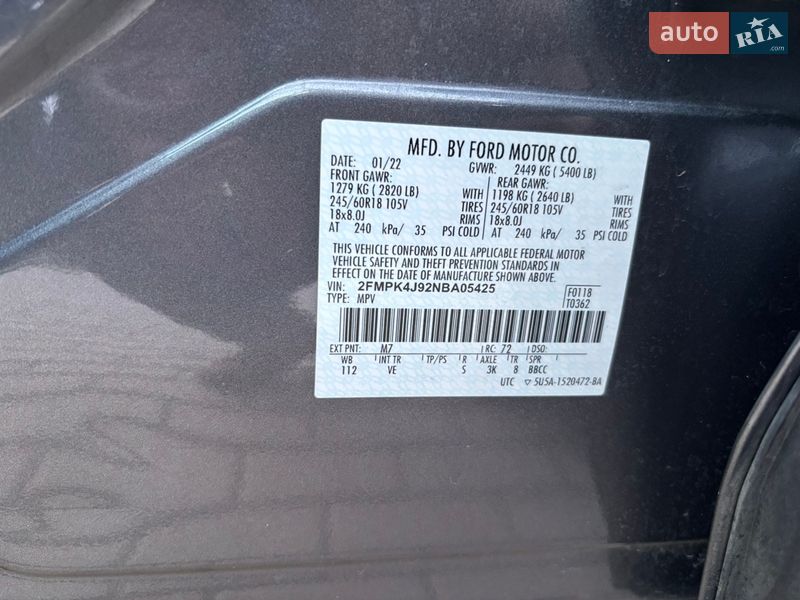 auto RIA .com
MFD. BY FORD MOTOR CO.
DATE: 01/22 GVWR: 2449 KG ( 5400 LB)
FRONT GAWR: REAR GAWR:
1279 KG ( 2820 LB) WITH 1198 KG ( 2640 LB) WITH
245/60R18 105V TIRES 245/60R18 105V TIRES
18x8.0J RIMS 18x8.0J RIMS
AT 240 kPa/ 35 PSI COLD AT 240 kPa/ 35 PSI COLD
THIS VEHICLE CONFORMS TO ALL APPLICABLE FEDERAL MOTOR
VEHICLE SAFETY AND THEFT PREVENTION STANDARDS IN
EFFECT ON THE DATE OF MANUFACTURE SHOWN ABOVE.
VIN: 2FMPK4J92NBA05425 F0118
TYPE: MPV T0362
EXT PNT: M7 RC: 72 DSO:
WB INT TR TP/PS R AXLE TR SPR
112 VE S 3K 8 BBCC
UTC 5U5A-1520472-BA